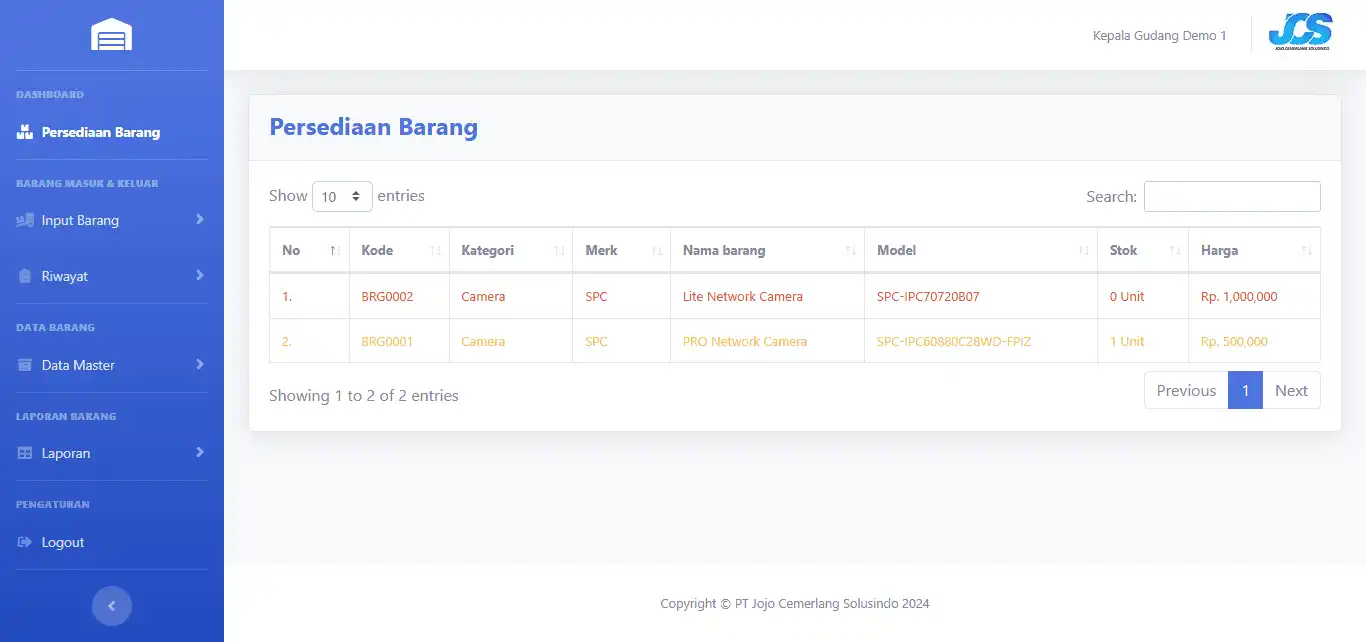 Kepala Gudang Demo 1
JCS
JOJO CEMERLANG SOLUSINDO
DASHBOARD
Persediaan Barang
BARANG MASUK & KELUAR
Input Barang
Riwayat
DATA BARANG
Data Master
LAPORAN BARANG
Laporan
PENGATURAN
Logout
Persediaan Barang
Show 10 entries
Search:
No Kode Kategori Merk Nama barang Model Stok Harga
1. BRG0002 Camera SPC Lite Network Camera SPC-IPC70720B07 0 Unit Rp. 1,000,000
2. BRG0001 Camera SPC PRO Network Camera SPC-IPC60880C28WD-FPIZ 1 Unit Rp. 500,000
Showing 1 to 2 of 2 entries
Previous 1 Next
Copyright © PT Jojo Cemerlang Solusindo 2024